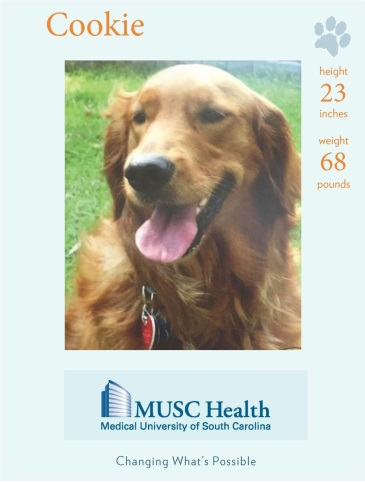 Cookie
height
23
inches
weight
68
pounds
MUSC Health
Medical University of South Carolina
Changing What's Possible